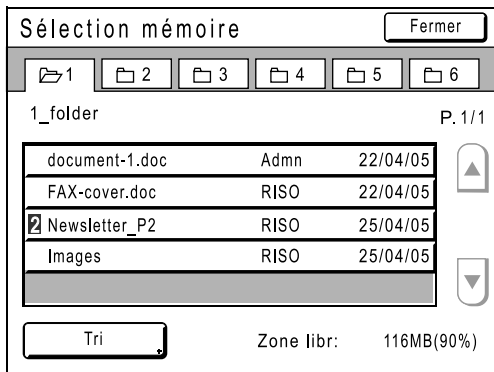 Sélection mémoire Fermer
1 2 3 4 5 6
1_folder P.1/1
document-1.doc Admn 22/04/05
FAX-cover.doc RISO 22/04/05
2 Newsletter_P2 RISO 25/04/05
Images RISO 25/04/05
Tri Zone libr: 116MB(90%)